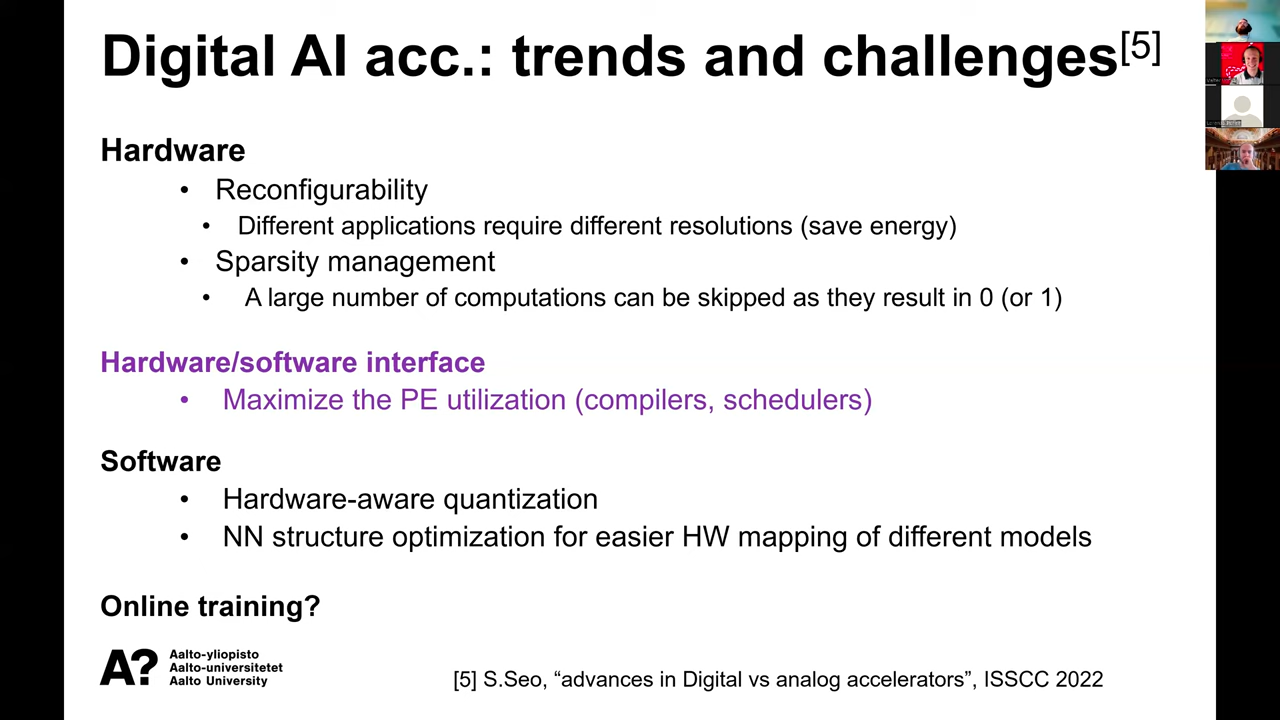 Digital AI acc.: trends and challenges[5]
Hardware
• Reconfigurability
• Different applications require different resolutions (save energy)
• Sparsity management
• A large number of computations can be skipped as they result in 0 (or 1)
Hardware/software interface
• Maximize the PE utilization (compilers, schedulers)
Software
• Hardware-aware quantization
• NN structure optimization for easier HW mapping of different models
Online training?
A?
Aalto-yliopisto
Aalto-universitetet
Aalto University
[5] S.Seo, “advances in Digital vs analog accelerators”, ISSCC 2022